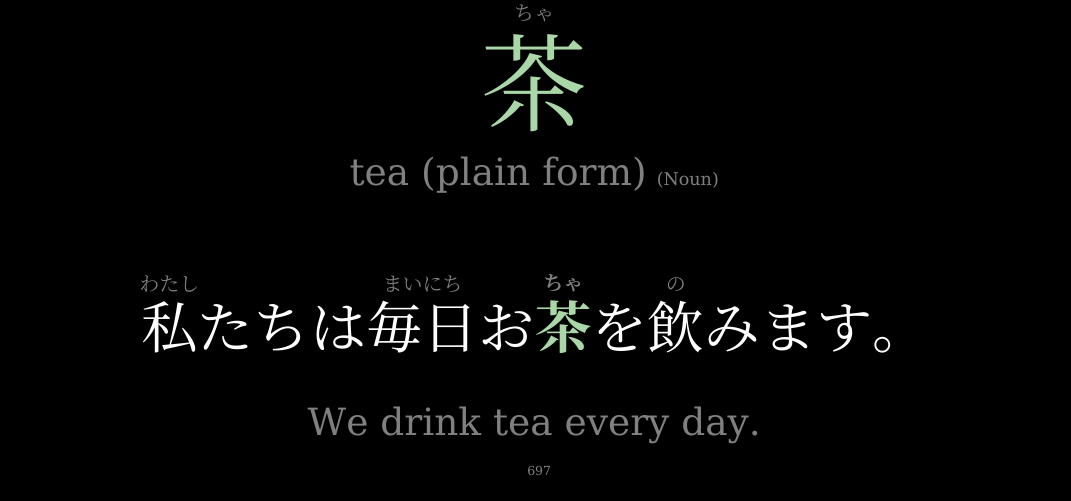 ちゃ
茶
tea (plain form) (Noun)
わたし まいにち ちゃ の
私たちは毎日お茶を飲みます。
We drink tea every day.
697